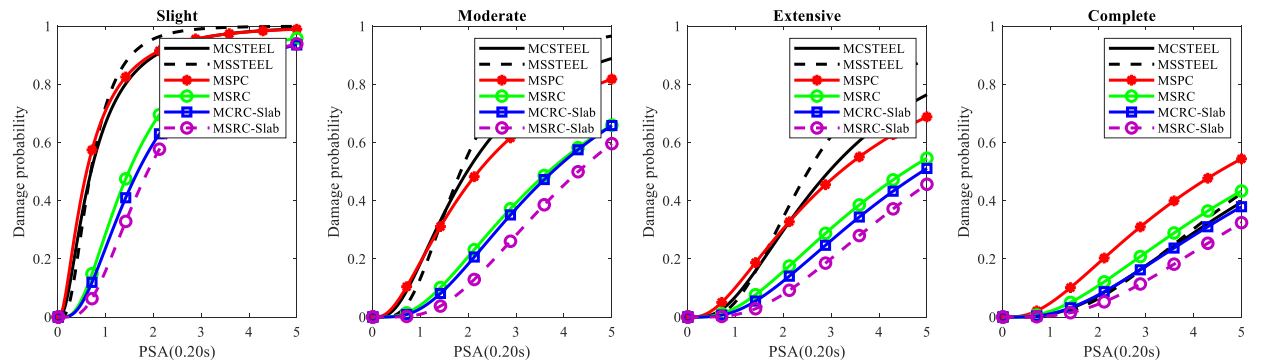 Slight
Damage probability
1
0.8
0.6
0.4
0.2
0
0 1 2 3 4 5
PSA(0.20s)
MCSTEEL
MSSTEEL
MSPC
MSRC
MCRC-Slab
MSRC-Slab
Moderate
Damage probability
1
0.8
0.6
0.4
0.2
0
0 1 2 3 4 5
PSA(0.20s)
MCSTEEL
MSSTEEL
MSPC
MSRC
MCRC-Slab
MSRC-Slab
Extensive
Damage probability
1
0.8
0.6
0.4
0.2
0
0 1 2 3 4 5
PSA(0.20s)
MCSTEEL
MSSTEEL
MSPC
MSRC
MCRC-Slab
MSRC-Slab
Complete
Damage probability
1
0.8
0.6
0.4
0.2
0
0 1 2 3 4 5
PSA(0.20s)
MCSTEEL
MSSTEEL
MSPC
MSRC
MCRC-Slab
MSRC-Slab